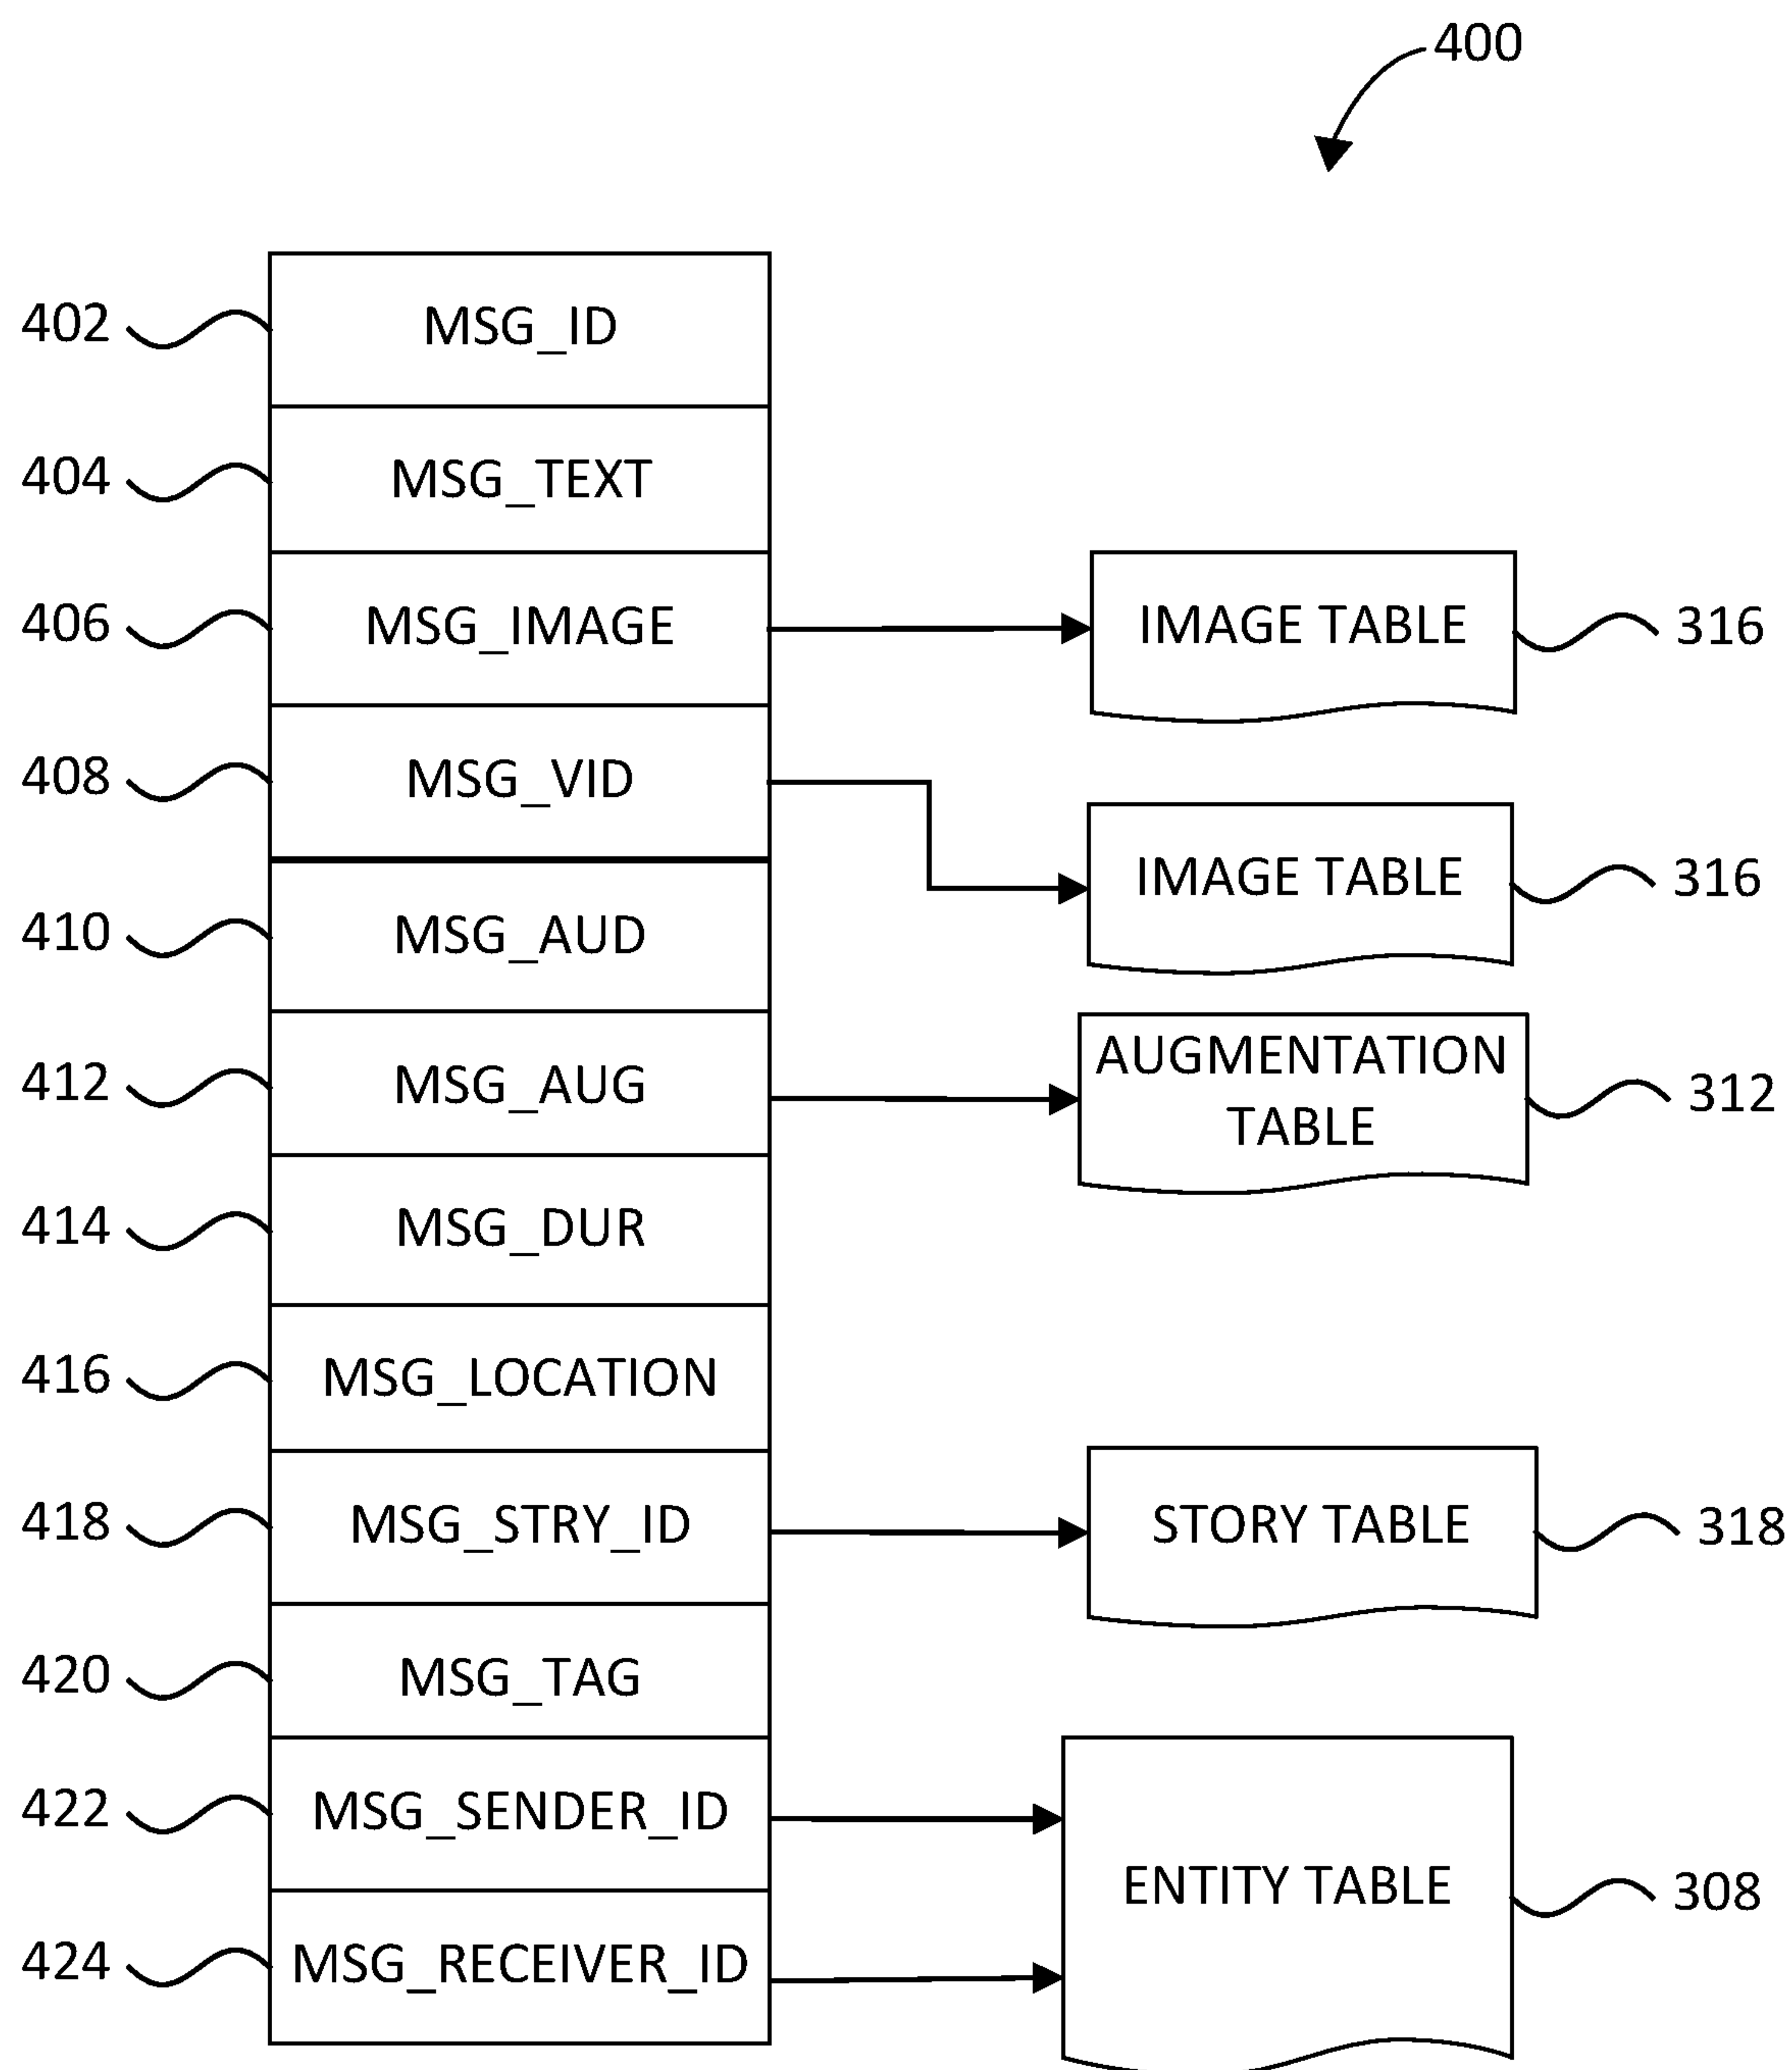 400
402 MSG_ID
404 MSG_TEXT
406 MSG_IMAGE IMAGE TABLE 316
408 MSG_VID
IMAGE TABLE 316
410 MSG_AUD
412 MSG_AUG AUGMENTATION
TABLE 312
414 MSG_DUR
416 MSG_LOCATION
418 MSG_STRY_ID STORY TABLE 318
420 MSG_TAG
422 MSG_SENDER_ID
ENTITY TABLE 308
424 MSG_RECEIVER_ID